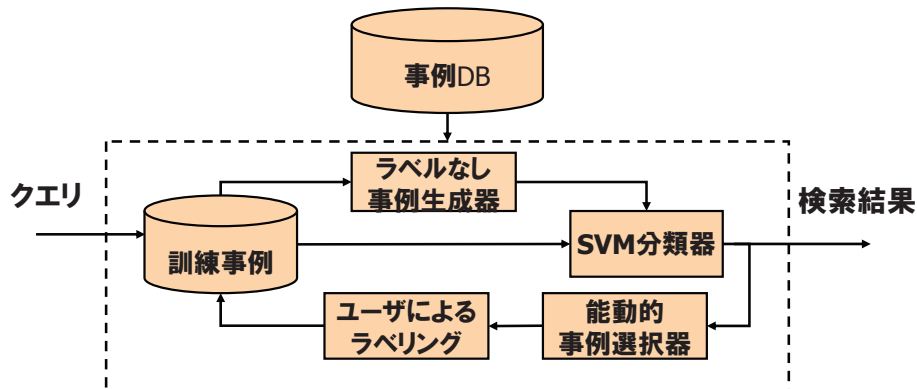 事例DB
クエリ
ラベルなし
事例生成器
検索結果
訓練事例
SVM分類器
ユーザによる
ラベリング
能動的
事例選択器